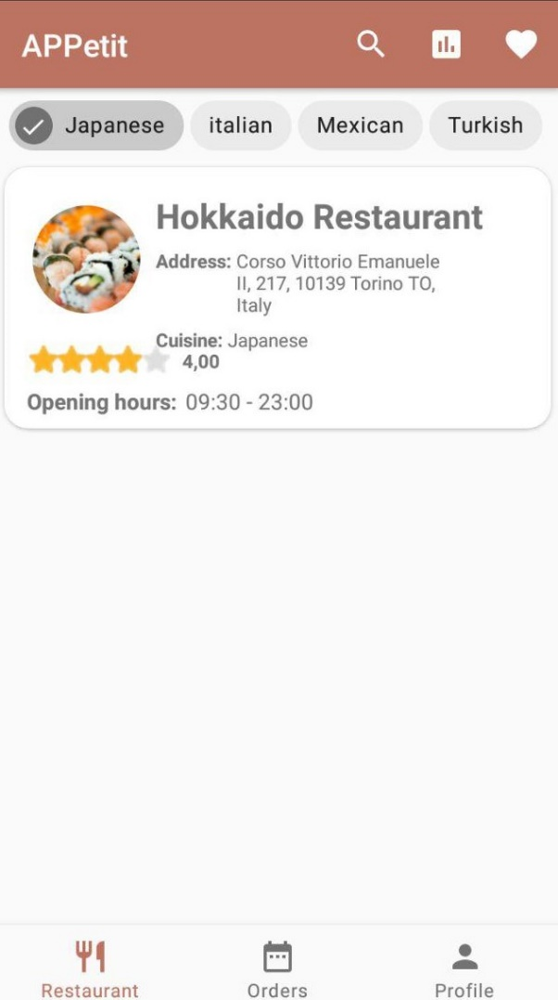 APPetit
Japanese italian Mexican Turkish
Hokkaido Restaurant
Address: Corso Vittorio Emanuele
II, 217, 10139 Torino TO,
Italy
Cuisine: Japanese
4,00
Opening hours: 09:30 - 23:00
Restaurant Orders Profile